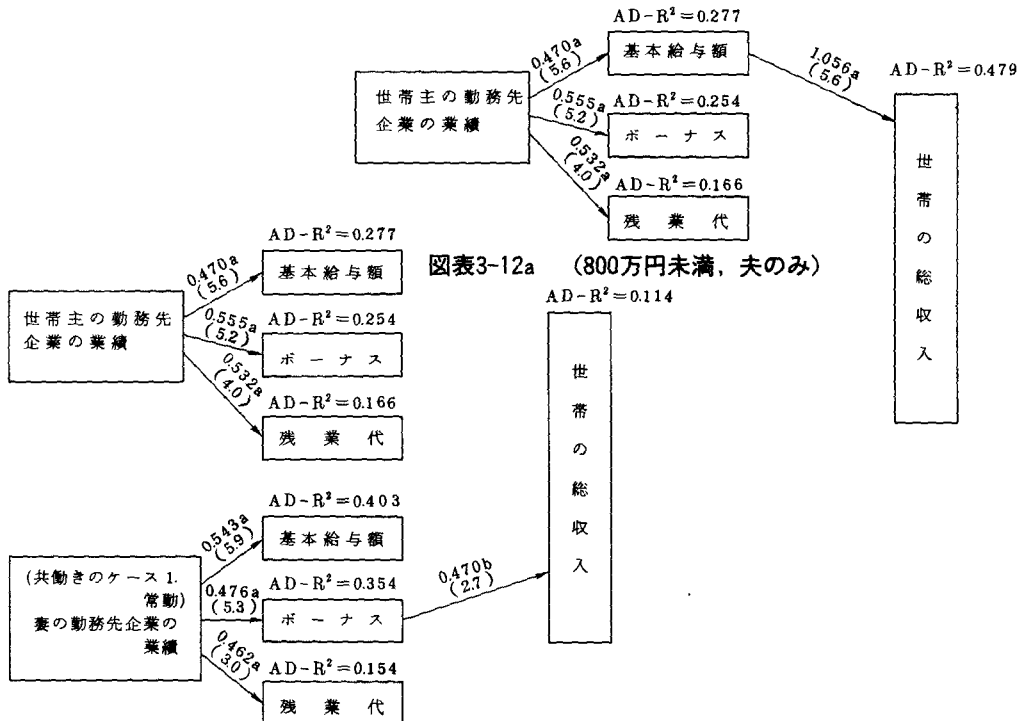 AD-R²=0.277
0.470a
(5.6)
基本給与額
1.056a
(5.6)
AD-R²=0.479
世帯主の勤務先
企業の業績
0.555a
(5.2)
AD-R²=0.254
ボーナス
0.532a
(4.0)
AD-R²=0.166
残業代
世帯の総収入
図表3-12a (800万円未満,夫のみ)
AD-R²=0.277
0.470a
(5.6)
基本給与額
世帯主の勤務先
企業の業績
0.555a
(5.2)
AD-R²=0.254
ボーナス
0.532a
(4.0)
AD-R²=0.166
残業代
AD-R²=0.114
世帯の総収入
AD-R²=0.403
0.543a
(5.9)
基本給与額
(共働きのケース1.
常勤)
妻の勤務先企業の
業績
0.476a
(5.3)
AD-R²=0.354
ボーナス
0.470b
(2.7)
0.462a
(3.0)
AD-R²=0.154
残業代